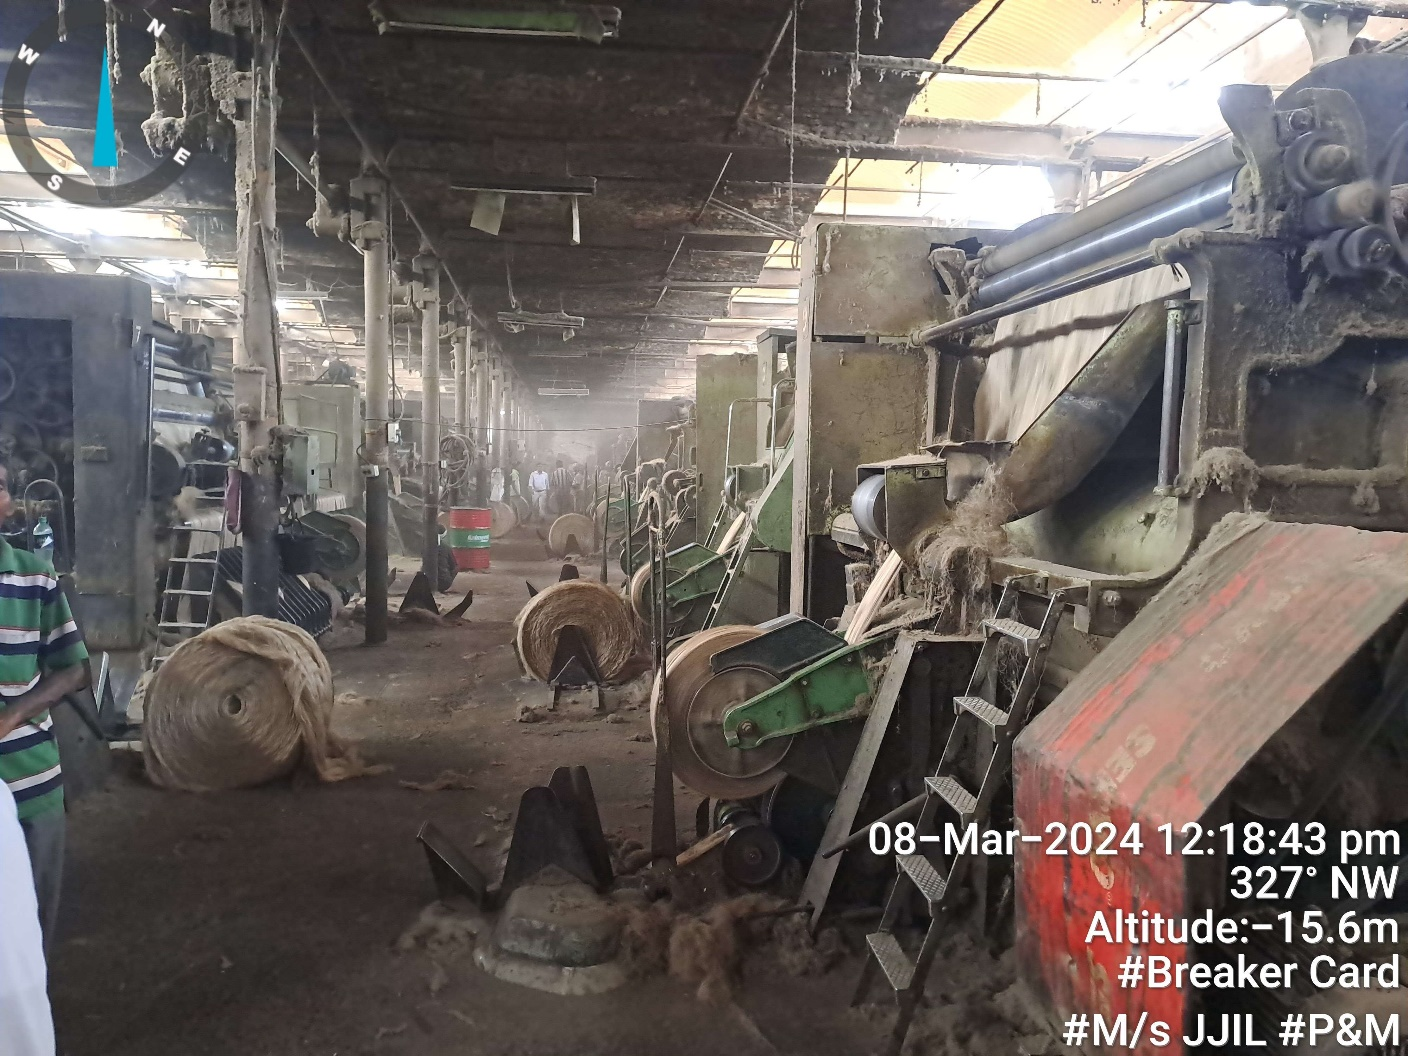 N
W
E
S
08-Mar-2024 12:18:43 pm
327° NW
Altitude:-15.6m
#Breaker Card
#M/s JJIL #P&M